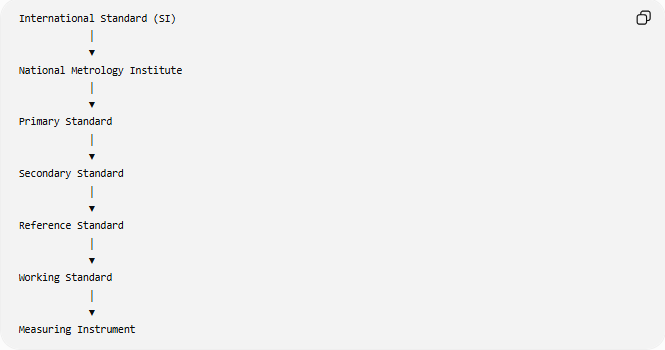 International Standard (SI)
│
▼
National Metrology Institute
│
▼
Primary Standard
│
▼
Secondary Standard
│
▼
Reference Standard
│
▼
Working Standard
│
▼
Measuring Instrument